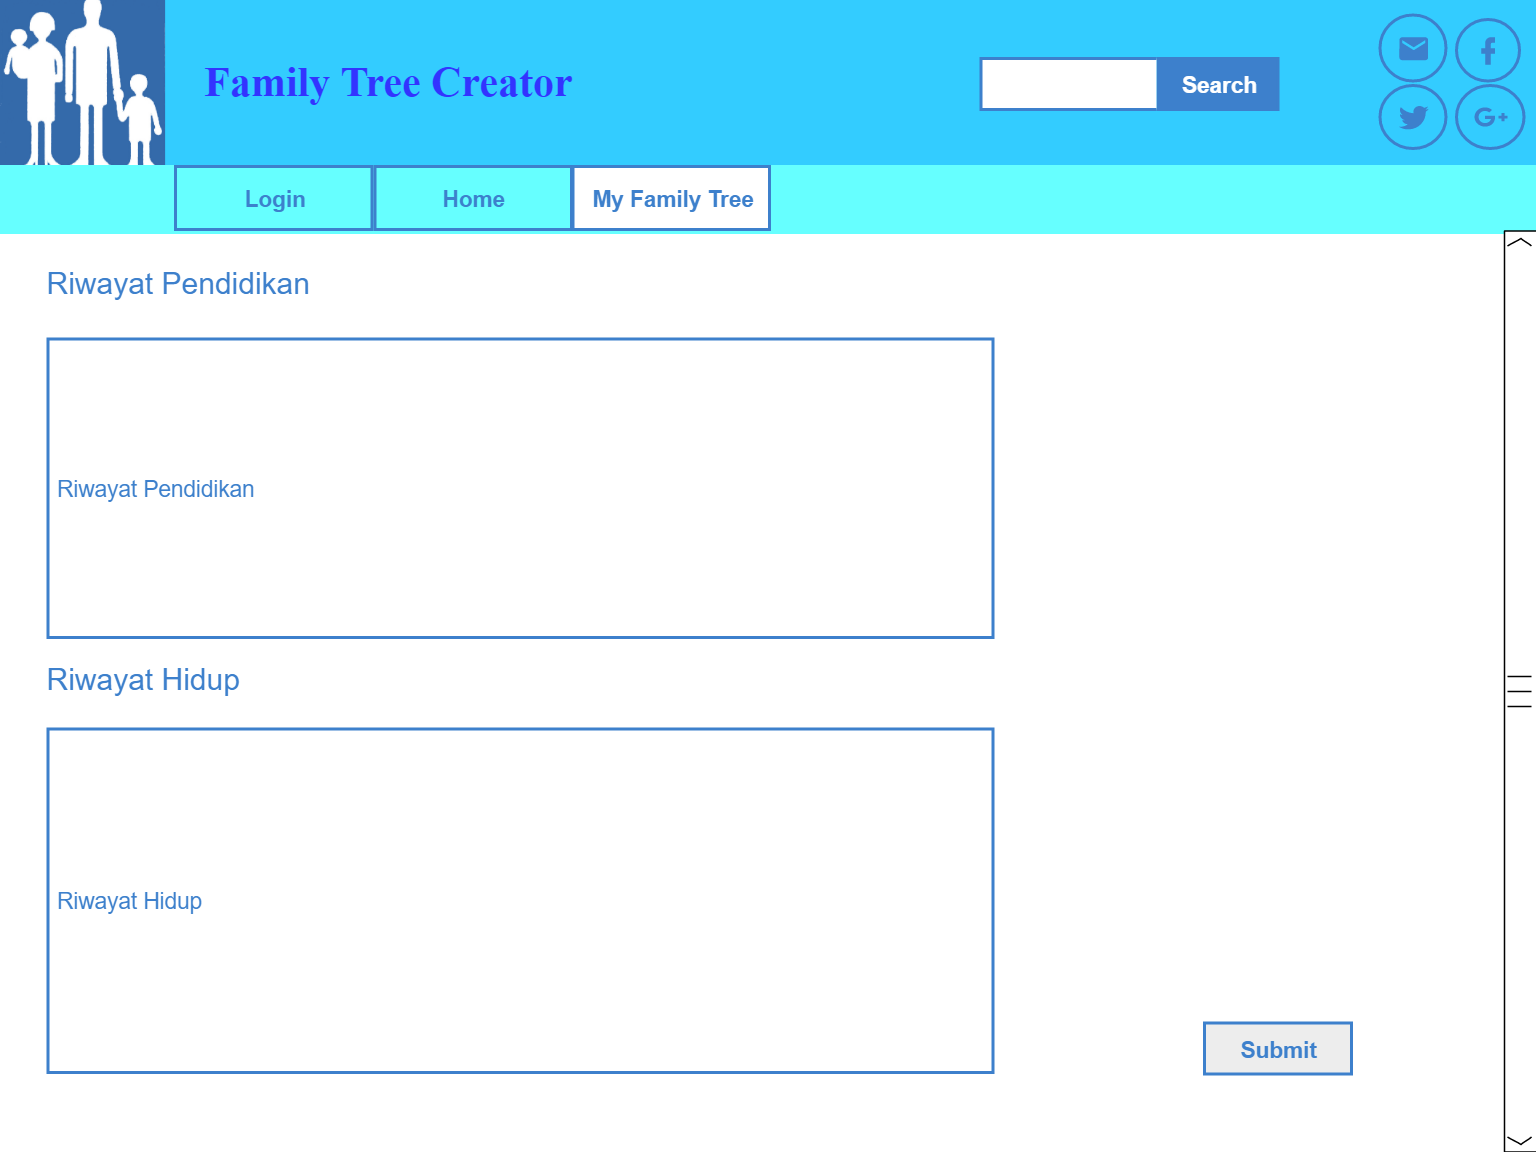 Family Tree Creator
Search
Login
Home
My Family Tree
Riwayat Pendidikan
Riwayat Pendidikan
Riwayat Hidup
Riwayat Hidup
Submit